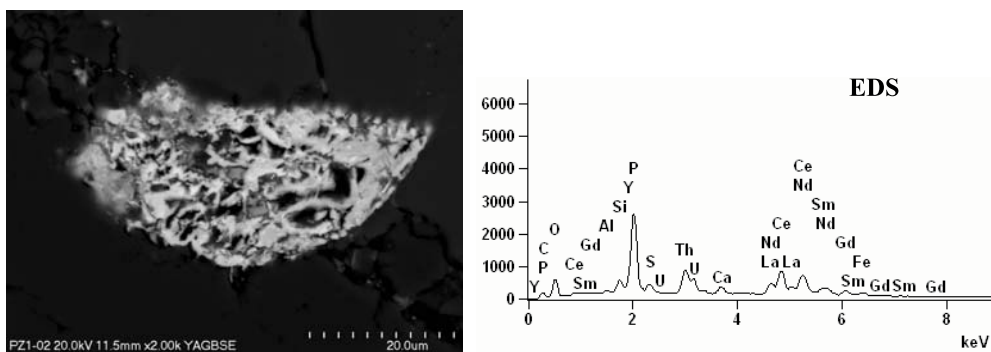 PZ1-02 20.0kV 11.5mm x2.00k YAGBSE
20.0um
EDS
6000
5000
4000
3000
2000
1000
0
Ce
P Nd
Y
Si Sm
Al Ce Nd
O
Gd Nd Gd
C Th
Ce S U Fe
P La La
Y Sm U Ca Sm Gd Sm Gd
0 2 4 6 8
keV